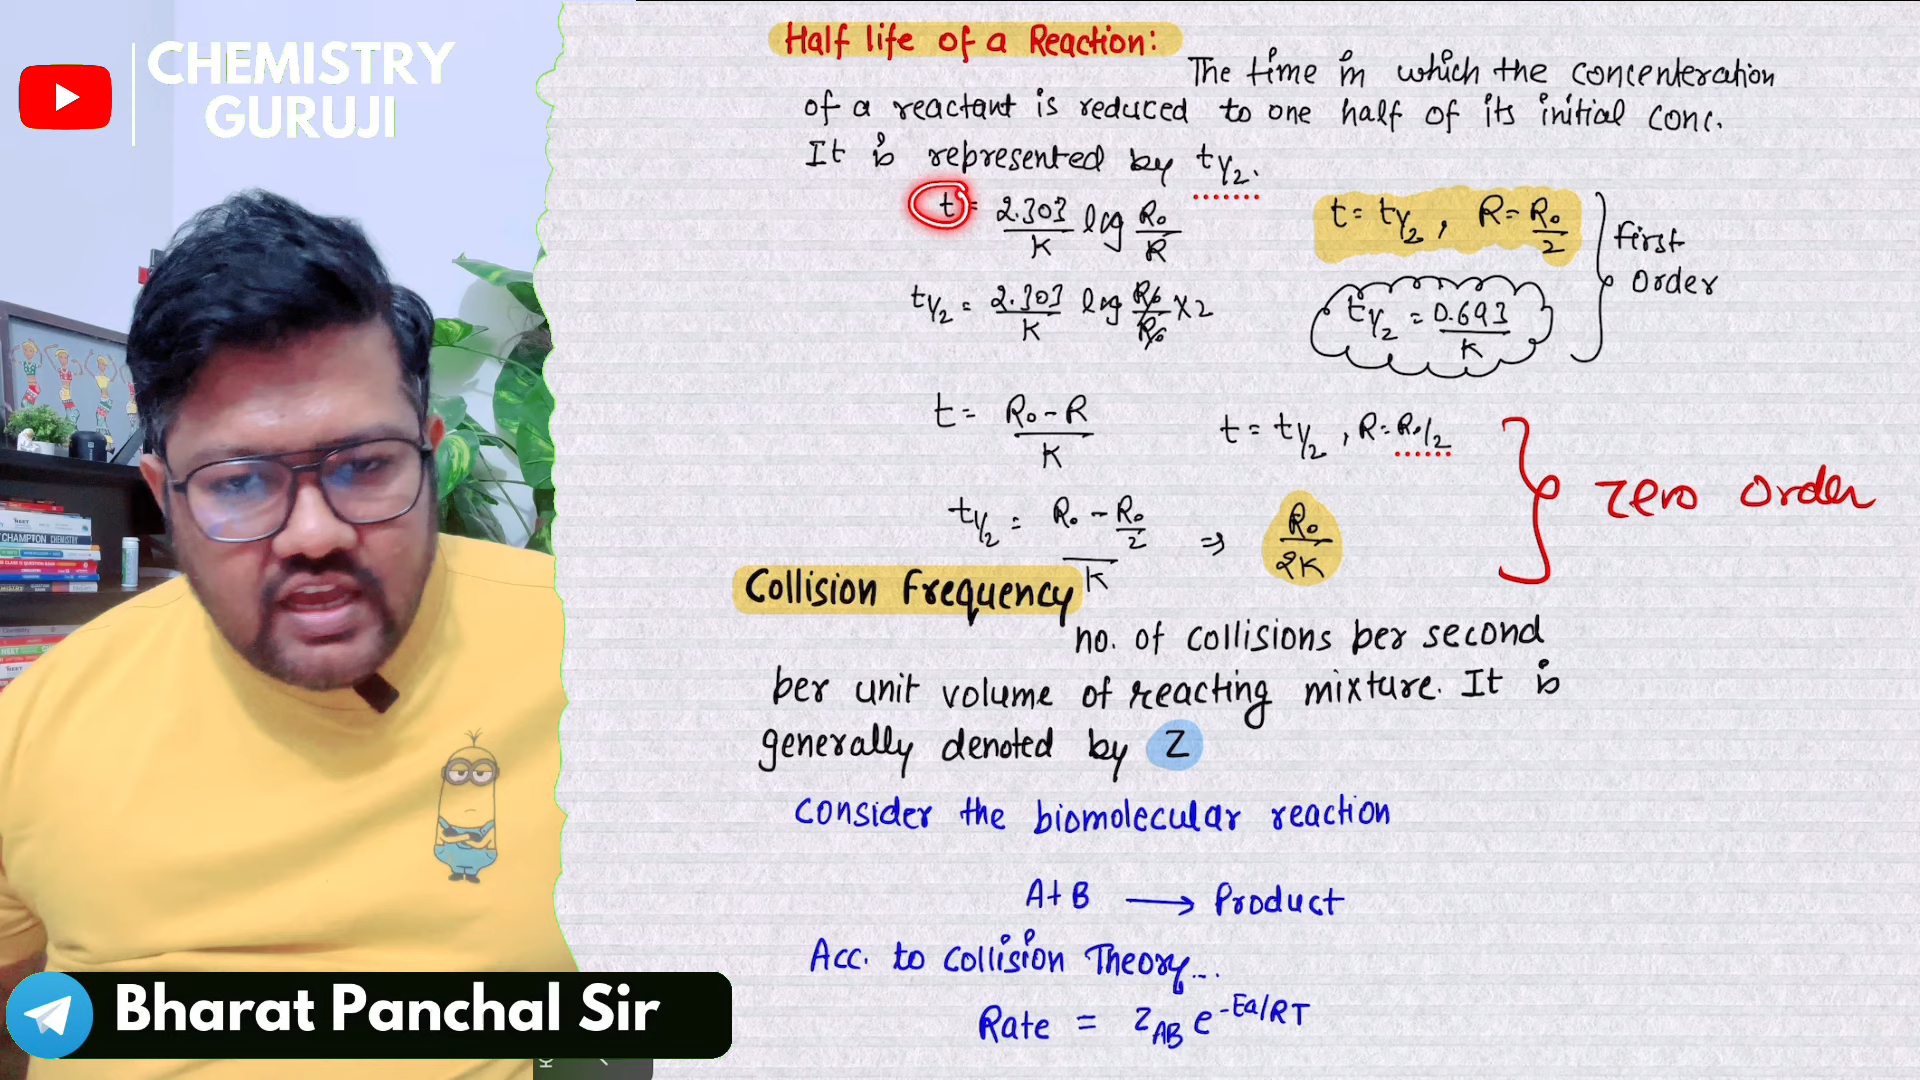 CHEMISTRY
GURUJI
Half life of a Reaction:
The time in which the concenteration
of a reactant is reduced to one half of its initial conc.
It is represented by t1/2.
t = 2.303/K log R₀/R
t = t1/2, R = R₀/2
First
Order
t1/2 = 2.303/K log R₀/R₀ × 2
t1/2 = 0.693/K
t = R₀-R/K
t = t1/2, R = R₀/2
Zero Order
t1/2 = R₀ - R₀/2/K ⇒ R₀/2K
Collision Frequency
no. of collisions per second
per unit volume of reacting mixture. It is
generally denoted by Z
Consider the biomolecular reaction
A+B ⟶ Product
Acc. to Collision Theory...
Rate = Z_AB e^-Ea/RT
Bharat Panchal Sir
CHAMPION